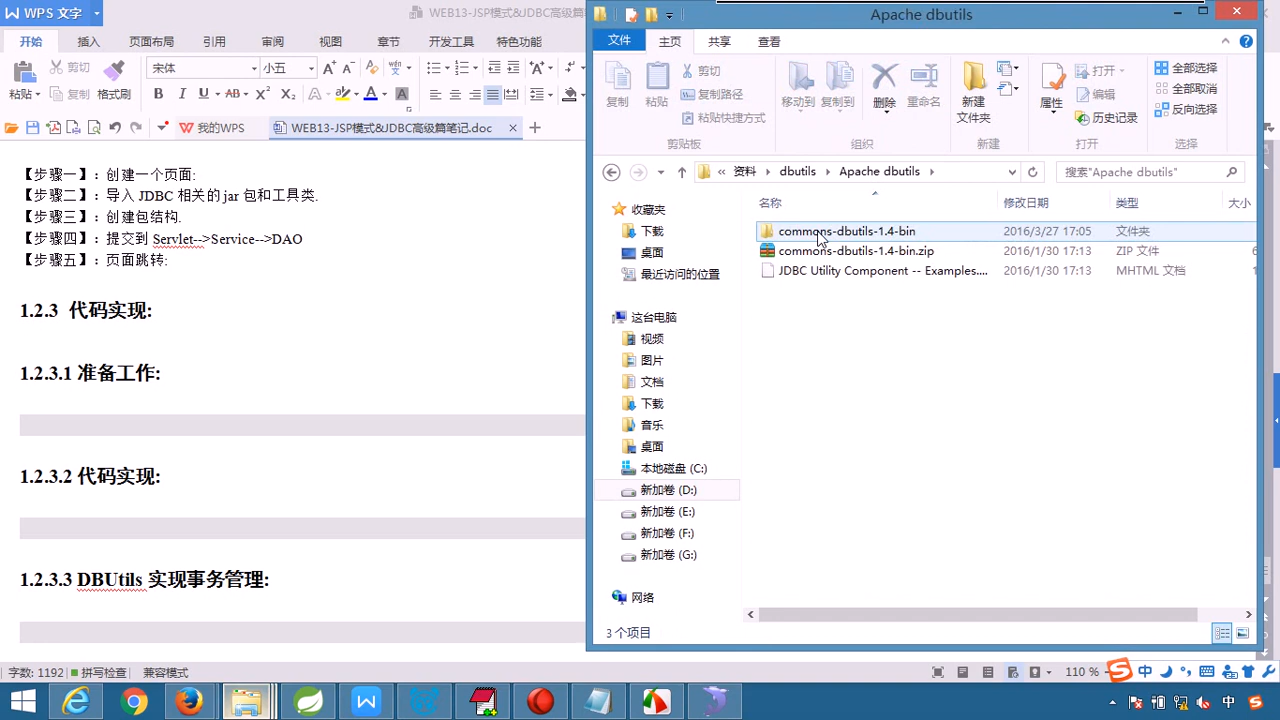 WPS 文字
WEB13-JSP模式&JDBC高级篇
开始 插入 页面布局 引用 审阅 视图 章节 开发工具 特色功能
粘贴 剪切 复制 格式刷 宋体 小五
B U AB X² X₂ A A A
我的WPS WEB13-JSP模式&JDBC高级篇笔记.doc
【步骤一】:创建一个页面:
【步骤二】:导入 JDBC 相关的 jar 包和工具类.
【步骤三】:创建包结构.
【步骤四】:提交到 Servlet-->Service-->DAO
【步骤五】:页面跳转:
1.2.3 代码实现:
1.2.3.1 准备工作:
1.2.3.2 代码实现:
1.2.3.3 DBUtils 实现事务管理:
字数: 1192 拼写检查 兼容模式
Apache dbutils
文件 主页 共享 查看
复制 粘贴 剪切 复制路径 粘贴快捷方式
移动到 复制到 删除 重命名
新建
文件夹
属性 打开 编辑 历史记录
全部选择 全部取消 反向选择
剪贴板 组织 新建 打开 选择
« 资料 dbutils Apache dbutils 搜索"Apache dbutils"
名称 修改日期 类型 大小
commons-dbutils-1.4-bin 2016/3/27 17:05 文件夹
commons-dbutils-1.4-bin.zip 2016/1/30 17:13 ZIP 文件 6
JDBC Utility Component -- Examples.... 2016/1/30 17:13 MHTML 文档 1
收藏夹
下载
桌面
最近访问的位置
这台电脑
视频
图片
文档
下载
音乐
桌面
本地磁盘 (C:)
新加卷 (D:)
新加卷 (E:)
新加卷 (F:)
新加卷 (G:)
网络
3 个项目
110 %
中
中